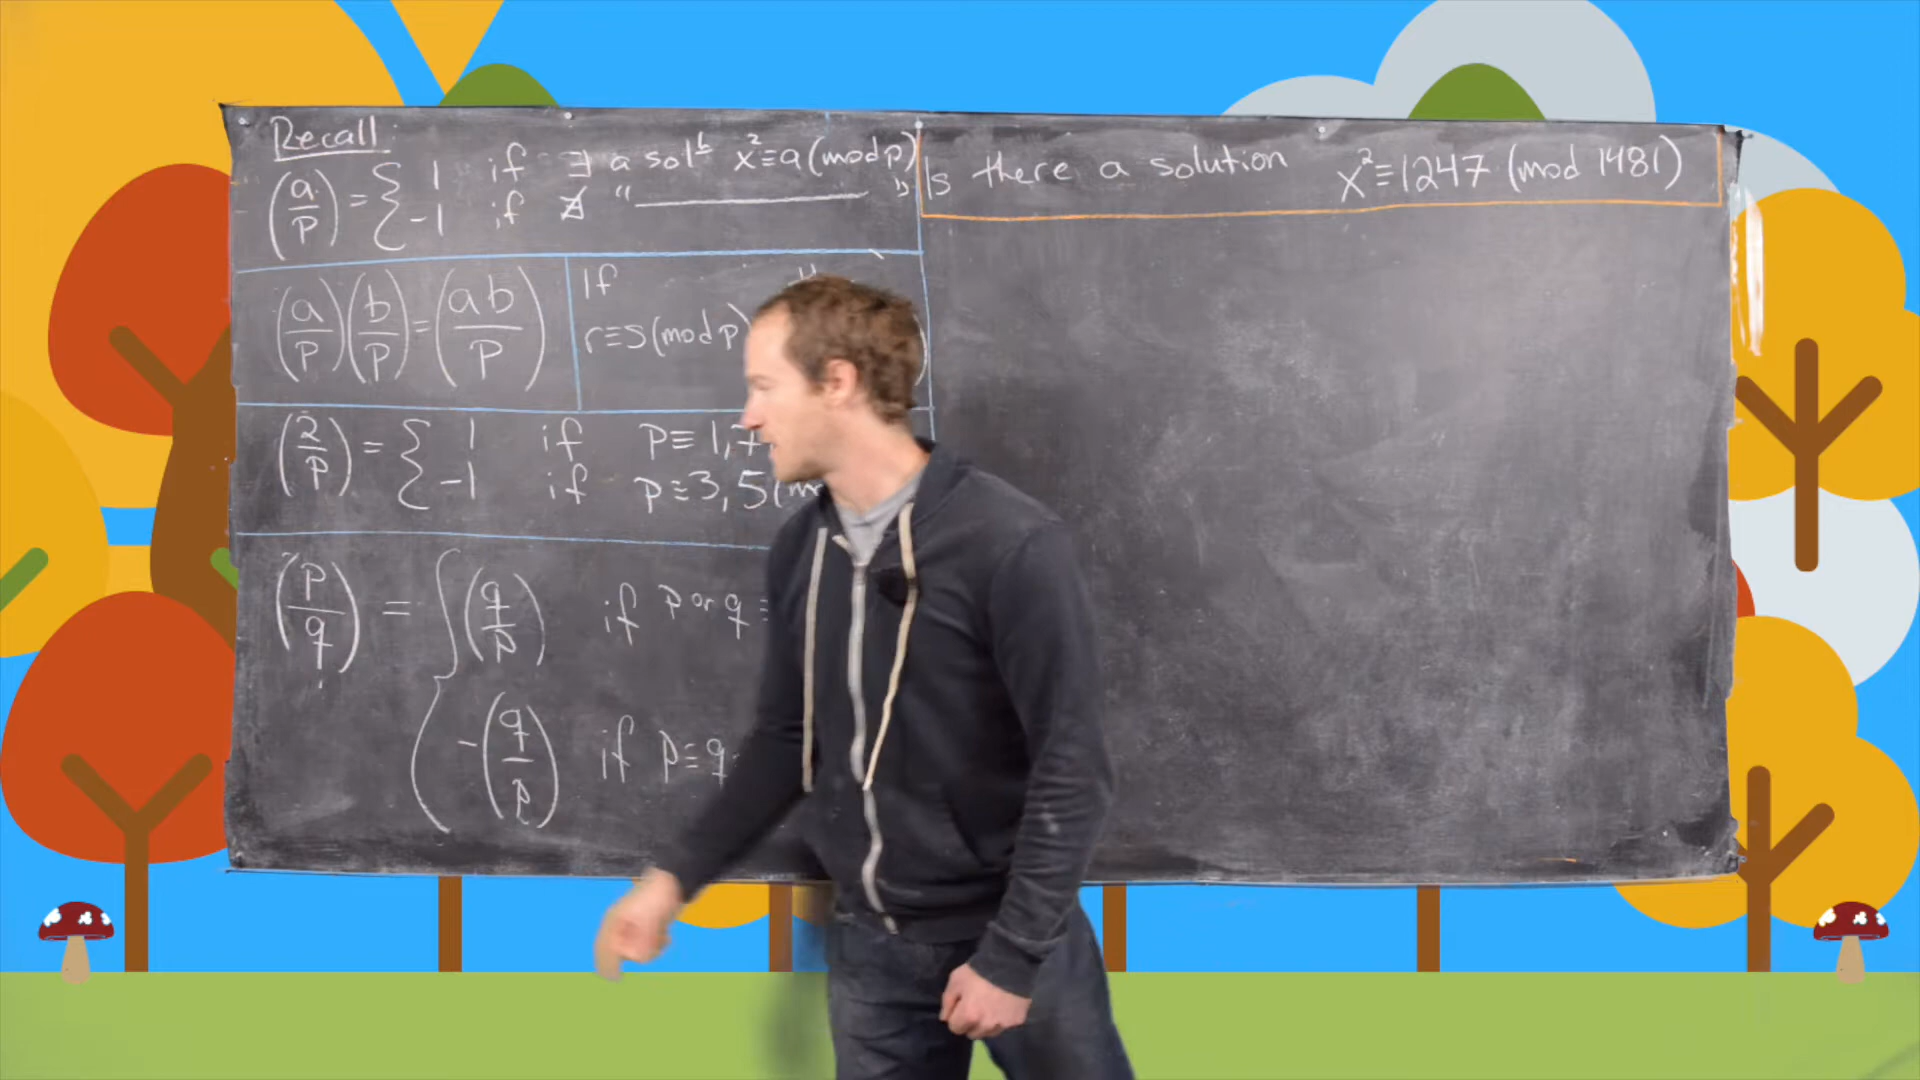 Recall:
(a/p) = { 1 if ∃ a solⁿ x²≡a(mod p)
-1 if ∄ " ———— "
Is there a solution x²≡1247 (mod 1481)
(a/p)(b/p)=(ab/p)
If
r≡s(mod p)
(2/p) = { 1 if p≡1,7
-1 if p≡3,5(m
(p/q) = { (q/p) if p or q ≡
-(q/p) if p≡q